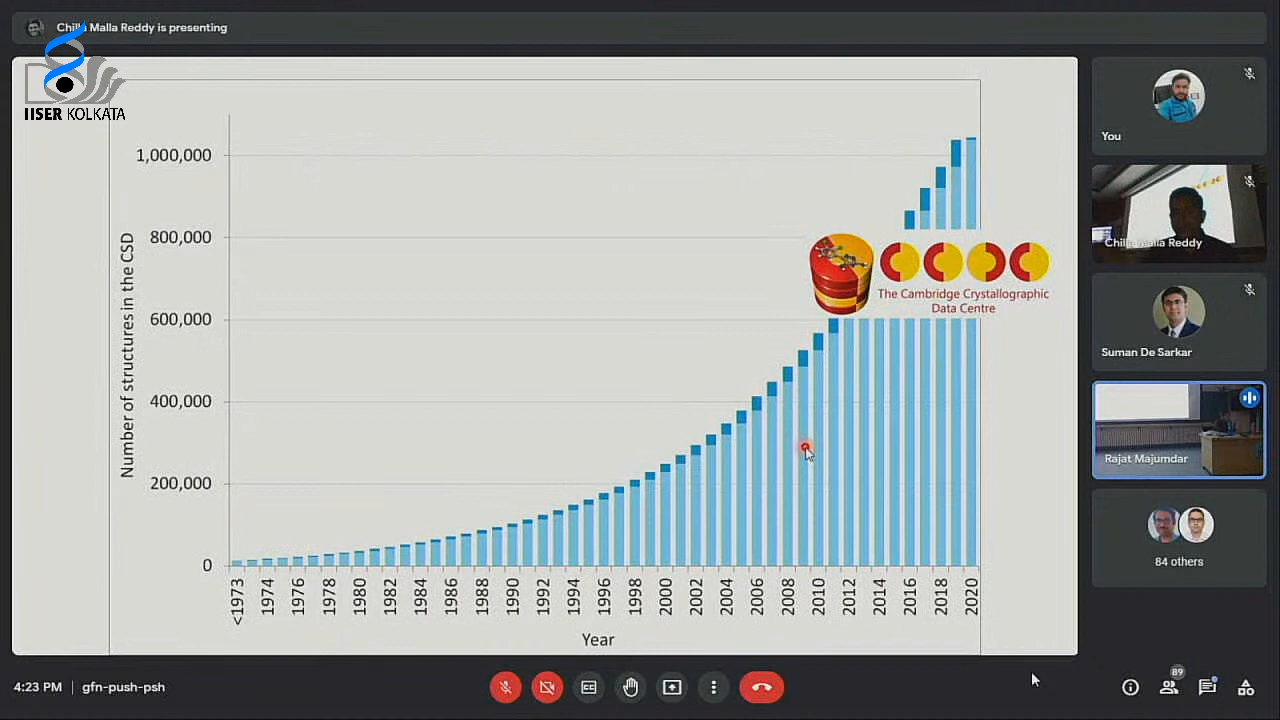 Chilla Malla Reddy is presenting
IISER KOLKATA
Number of structures in the CSD
1,000,000
800,000
600,000
400,000
200,000
0
<1973
1974
1976
1978
1980
1982
1984
1986
1988
1990
1992
1994
1996
1998
2000
2002
2004
2006
2008
2010
2012
2014
2016
2018
2020
Year
The Cambridge Crystallographic
Data Centre
You
Chilla Malla Reddy
Suman De Sarkar
Rajat Majumdar
84 others
4:23 PM | gfn-push-psh
89